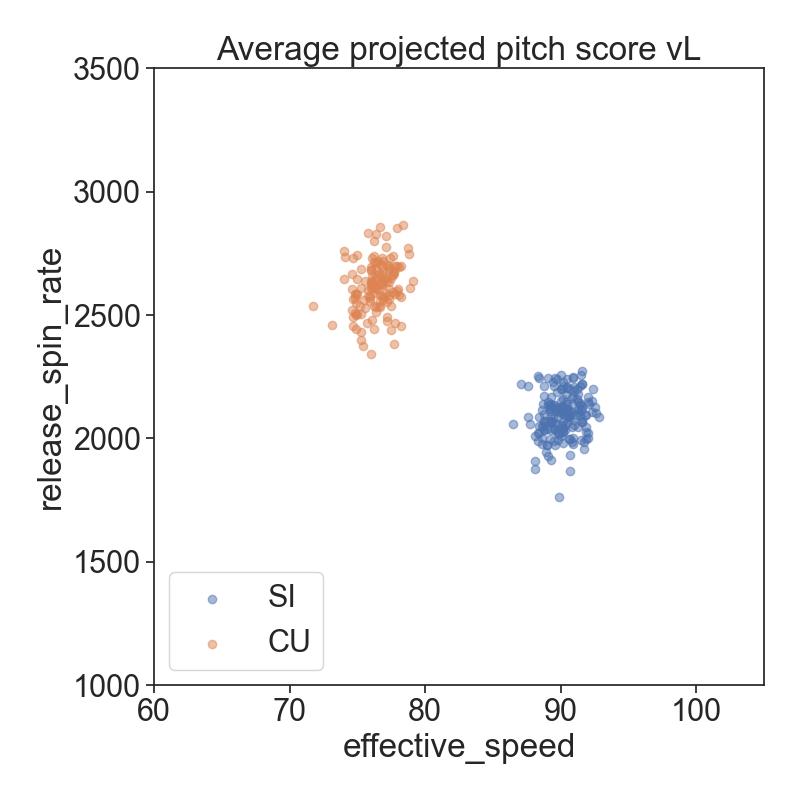 Average projected pitch score vL
3500
3000
2500
2000
1500
1000
release_spin_rate
SI
CU
60 70 80 90 100
effective_speed